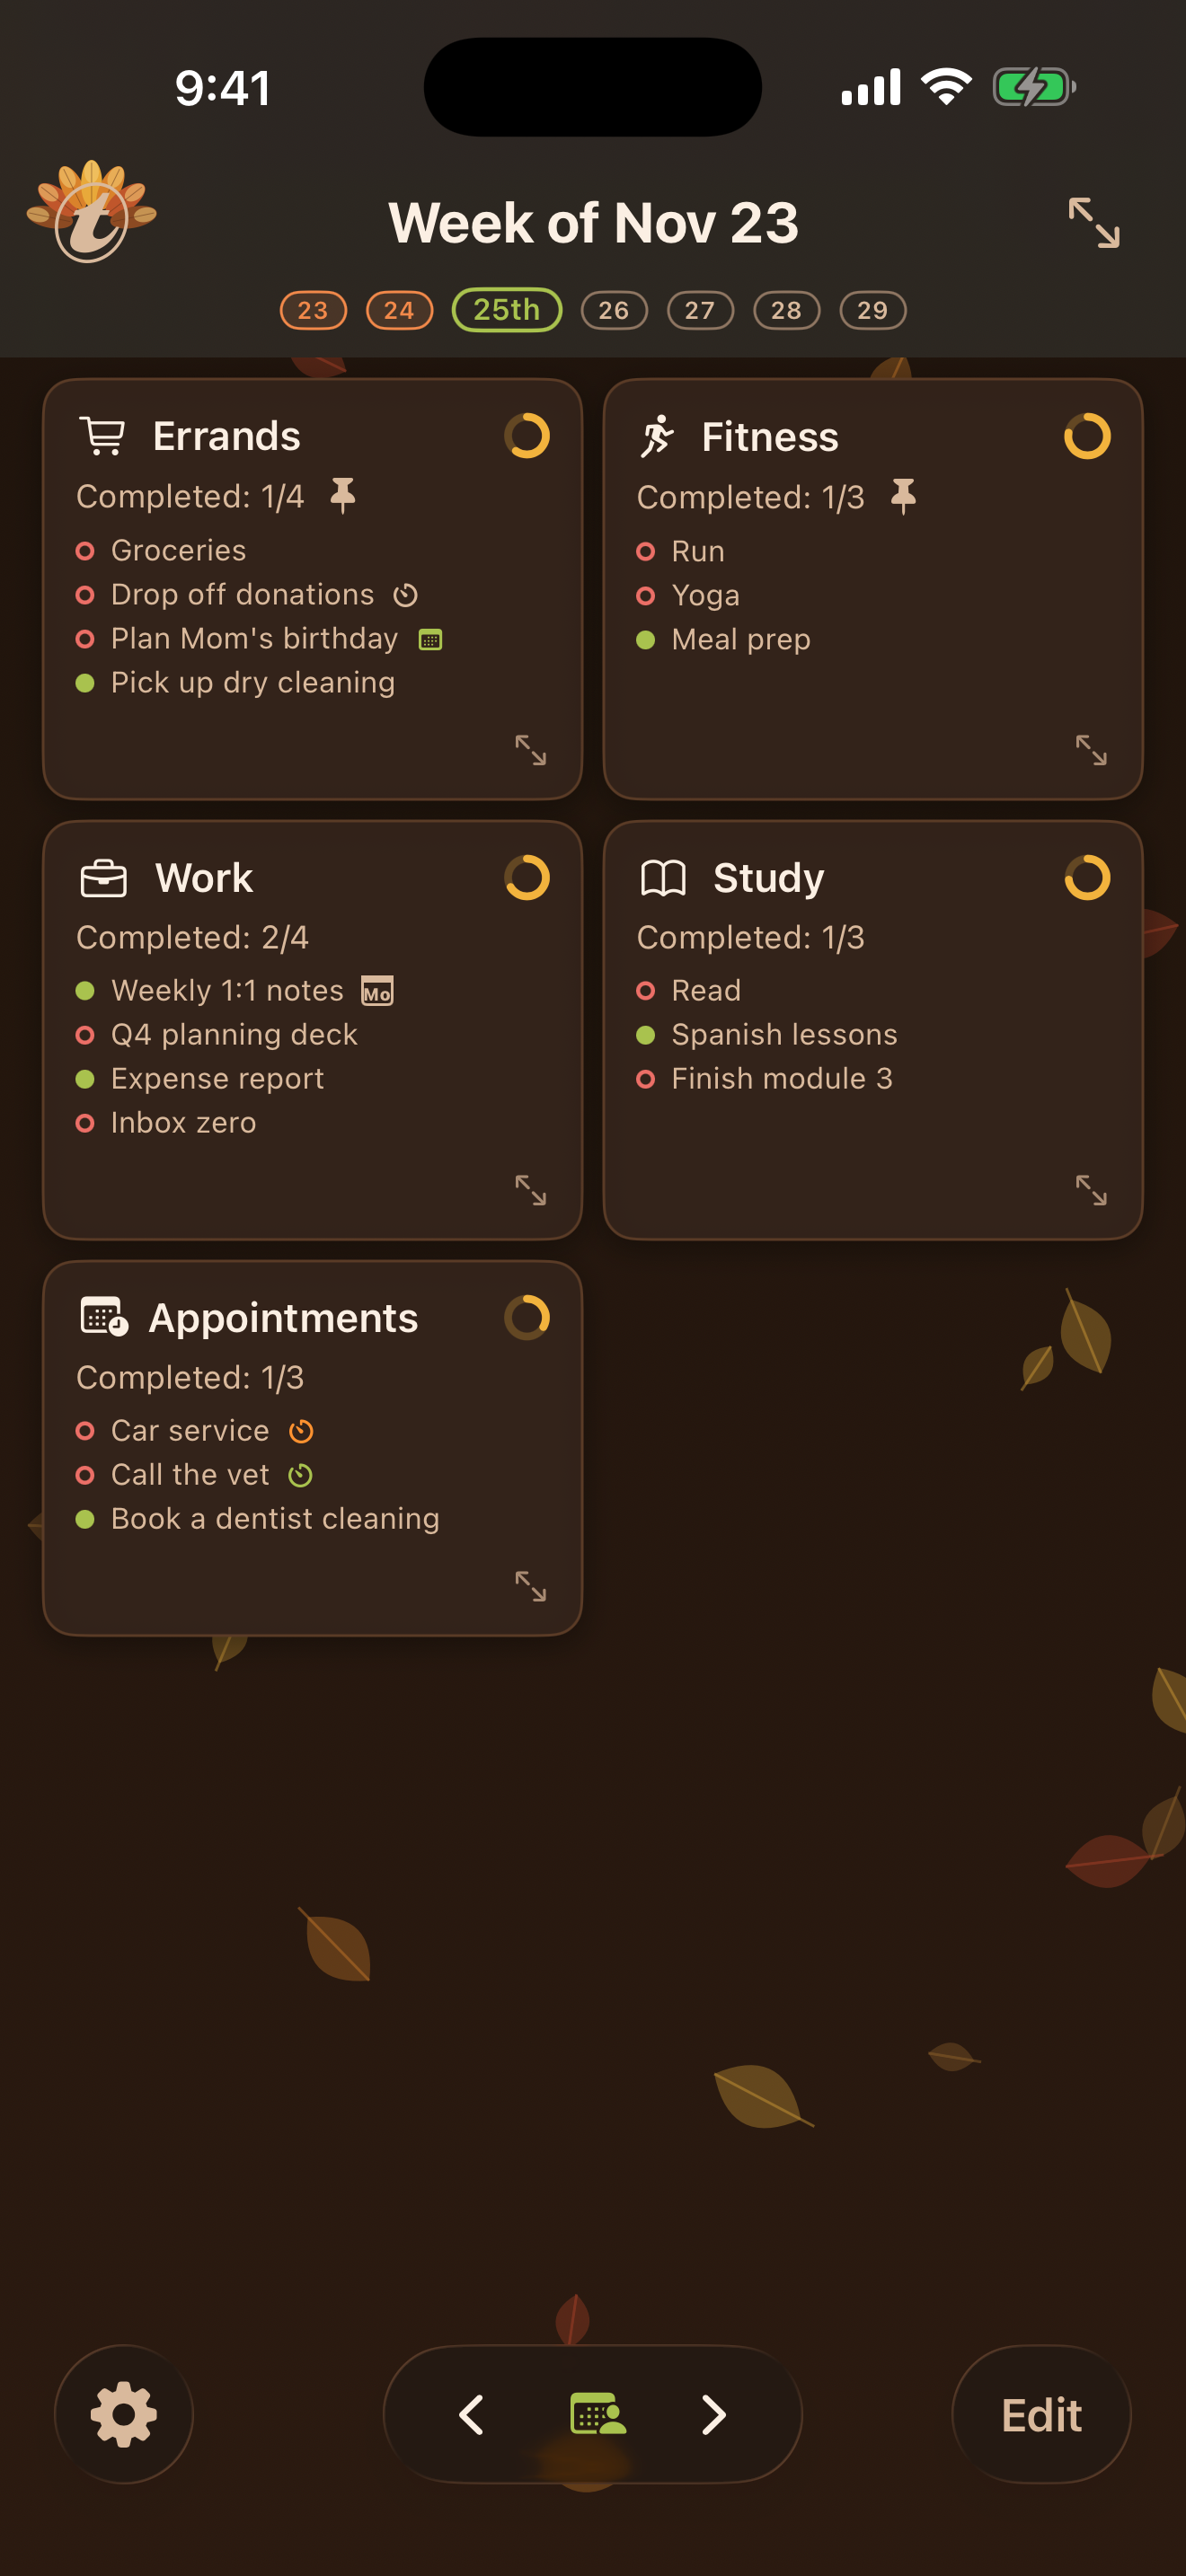 9:41
t
Week of Nov 23
23 24 25th 26 27 28 29
Errands
Completed: 1/4
Groceries
Drop off donations
Plan Mom's birthday
Pick up dry cleaning
Fitness
Completed: 1/3
Run
Yoga
Meal prep
Work
Completed: 2/4
Weekly 1:1 notes Mo
Q4 planning deck
Expense report
Inbox zero
Study
Completed: 1/3
Read
Spanish lessons
Finish module 3
Appointments
Completed: 1/3
Car service
Call the vet
Book a dentist cleaning
Edit